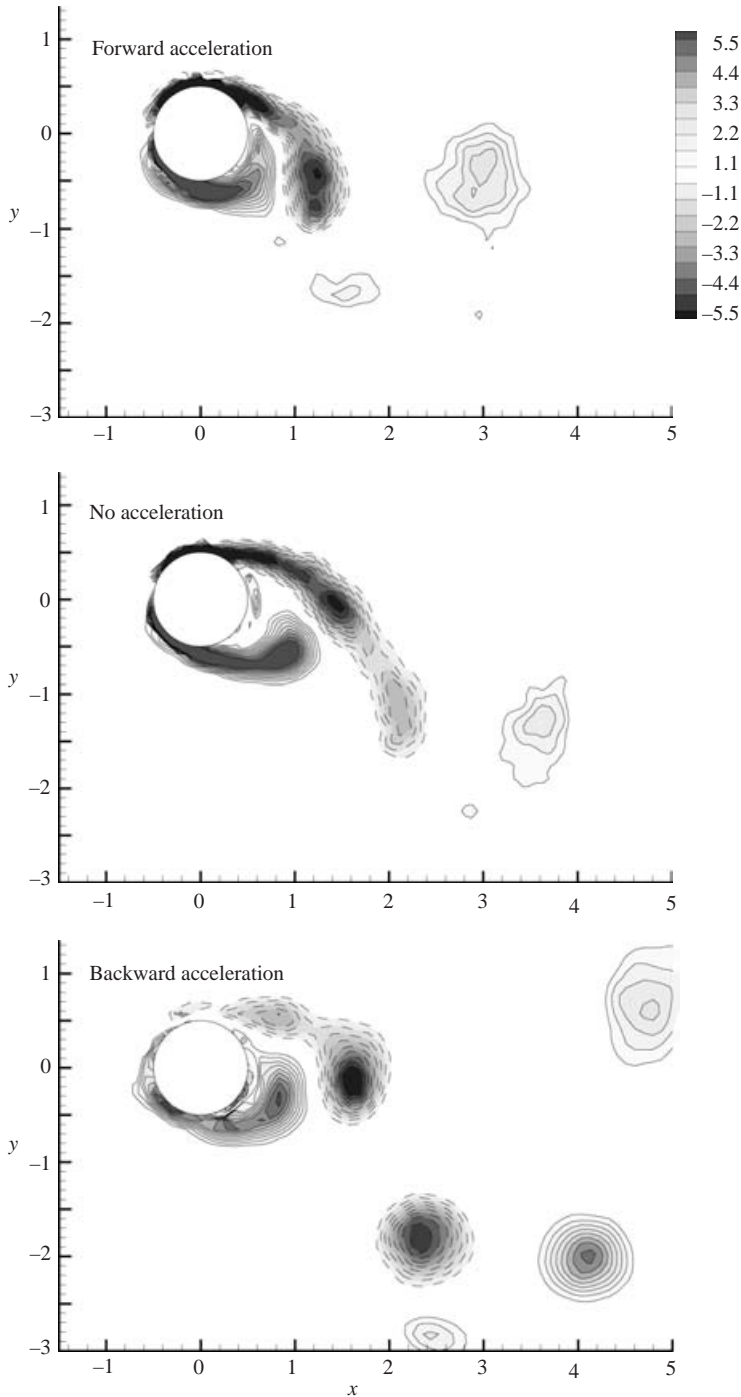 Forward acceleration
1
0
y
–1
–2
–3
–1 0 1 2 3 4 5
5.5
4.4
3.3
2.2
1.1
–1.1
–2.2
–3.3
–4.4
–5.5
No acceleration
1
0
y
–1
–2
–3
–1 0 1 2 3 4 5
Backward acceleration
1
0
y
–1
–2
–3
–1 0 1 2 3 4 5
x